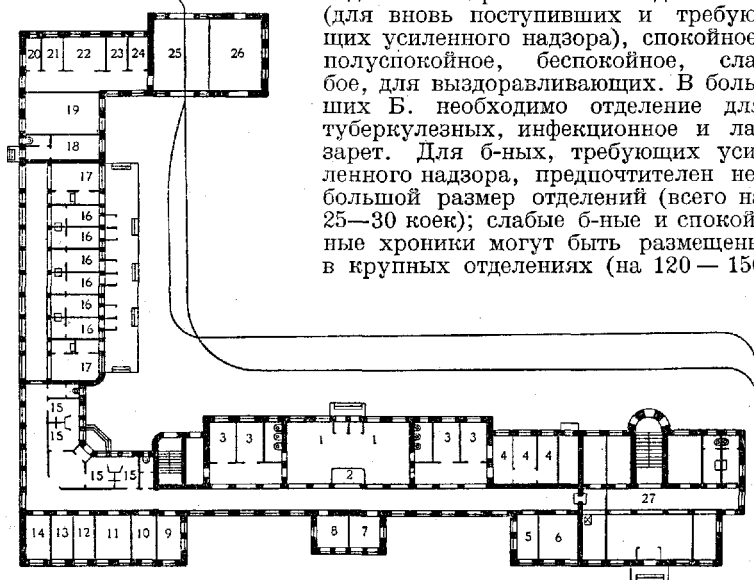 (для вновь поступивших и требую
щих усиленного надзора), спокойное
полуспокойное, беспокойное, сла
бое, для выздоравливающих. В боль
ших Б. необходимо отделение для
туберкулезных, инфекционное и ла
зарет. Для б-ных, требующих уси
ленного надзора, предпочтителен не
большой размер отделений (всего на
25—30 коек); слабые б-ные и спокой
ные хроники могут быть размещены
в крупных отделениях (на 120 — 150
20 21 22 23 24 25 26
19
18
17
16
16
16
16
16
16
17
15
15
15 15
3 3 1 1 3 3
4 4 4
2
27
14 13 12 11 10 9 8 7 5 6